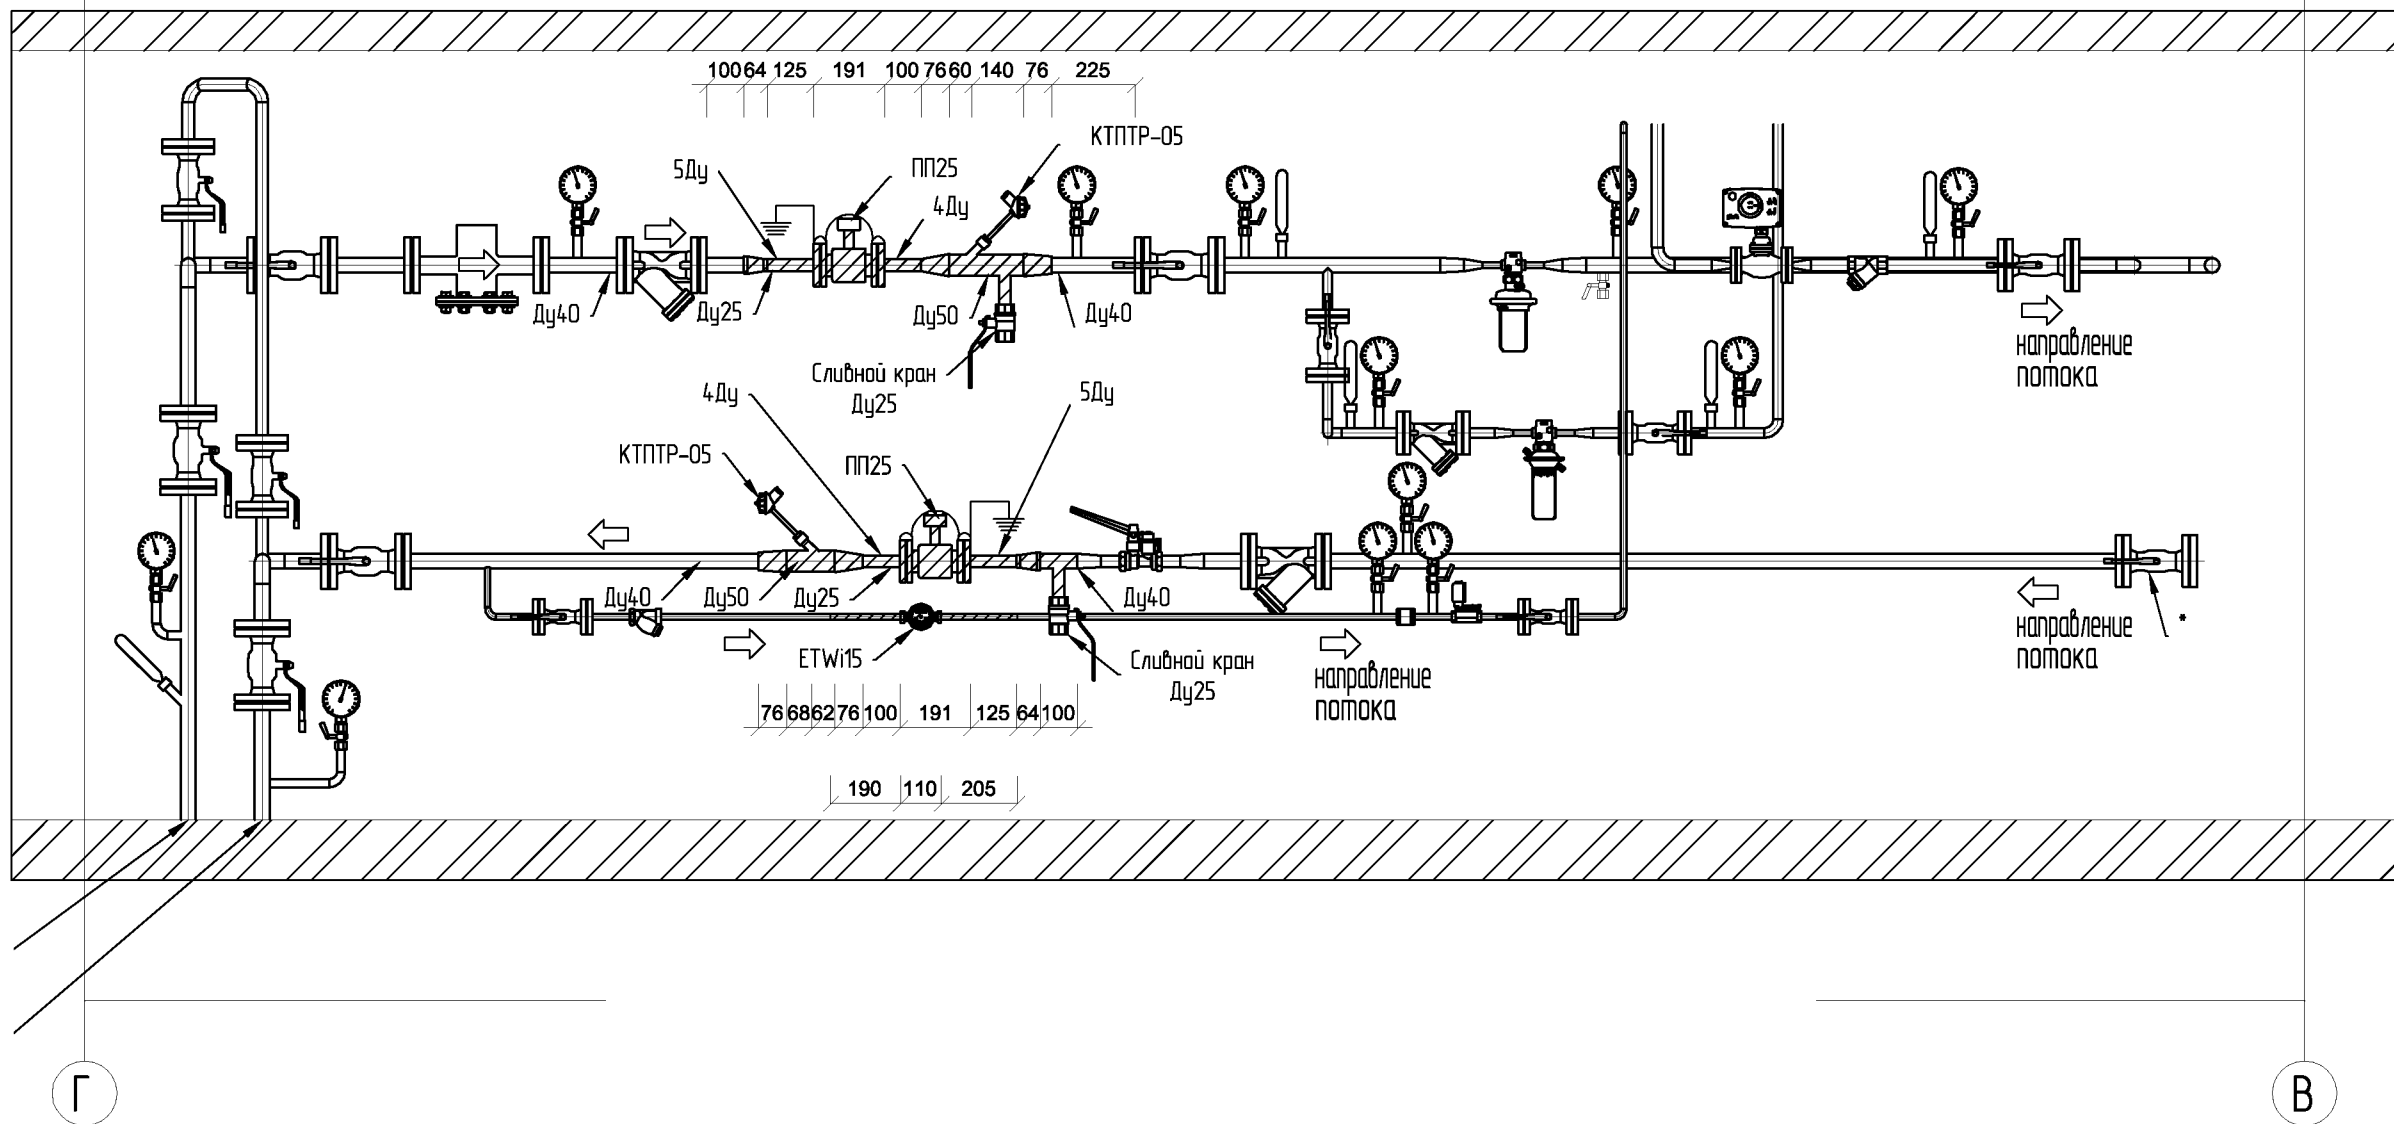 100 64 125 191 100 76 60 140 76 225
КТПТР-05
5Ду
ПП25
4Ду
Ду40
Ду25
Ду50
Ду40
Сливной кран
Ду25
направление
потока
4Ду
5Ду
КТПТР-05
ПП25
Ду40
Ду50
Ду25
Ду40
*
ETWi15
Сливной кран
Ду25
направление
потока
направление
потока
76 68 62 76 100 191 125 64 100
190 110 205
Г
В